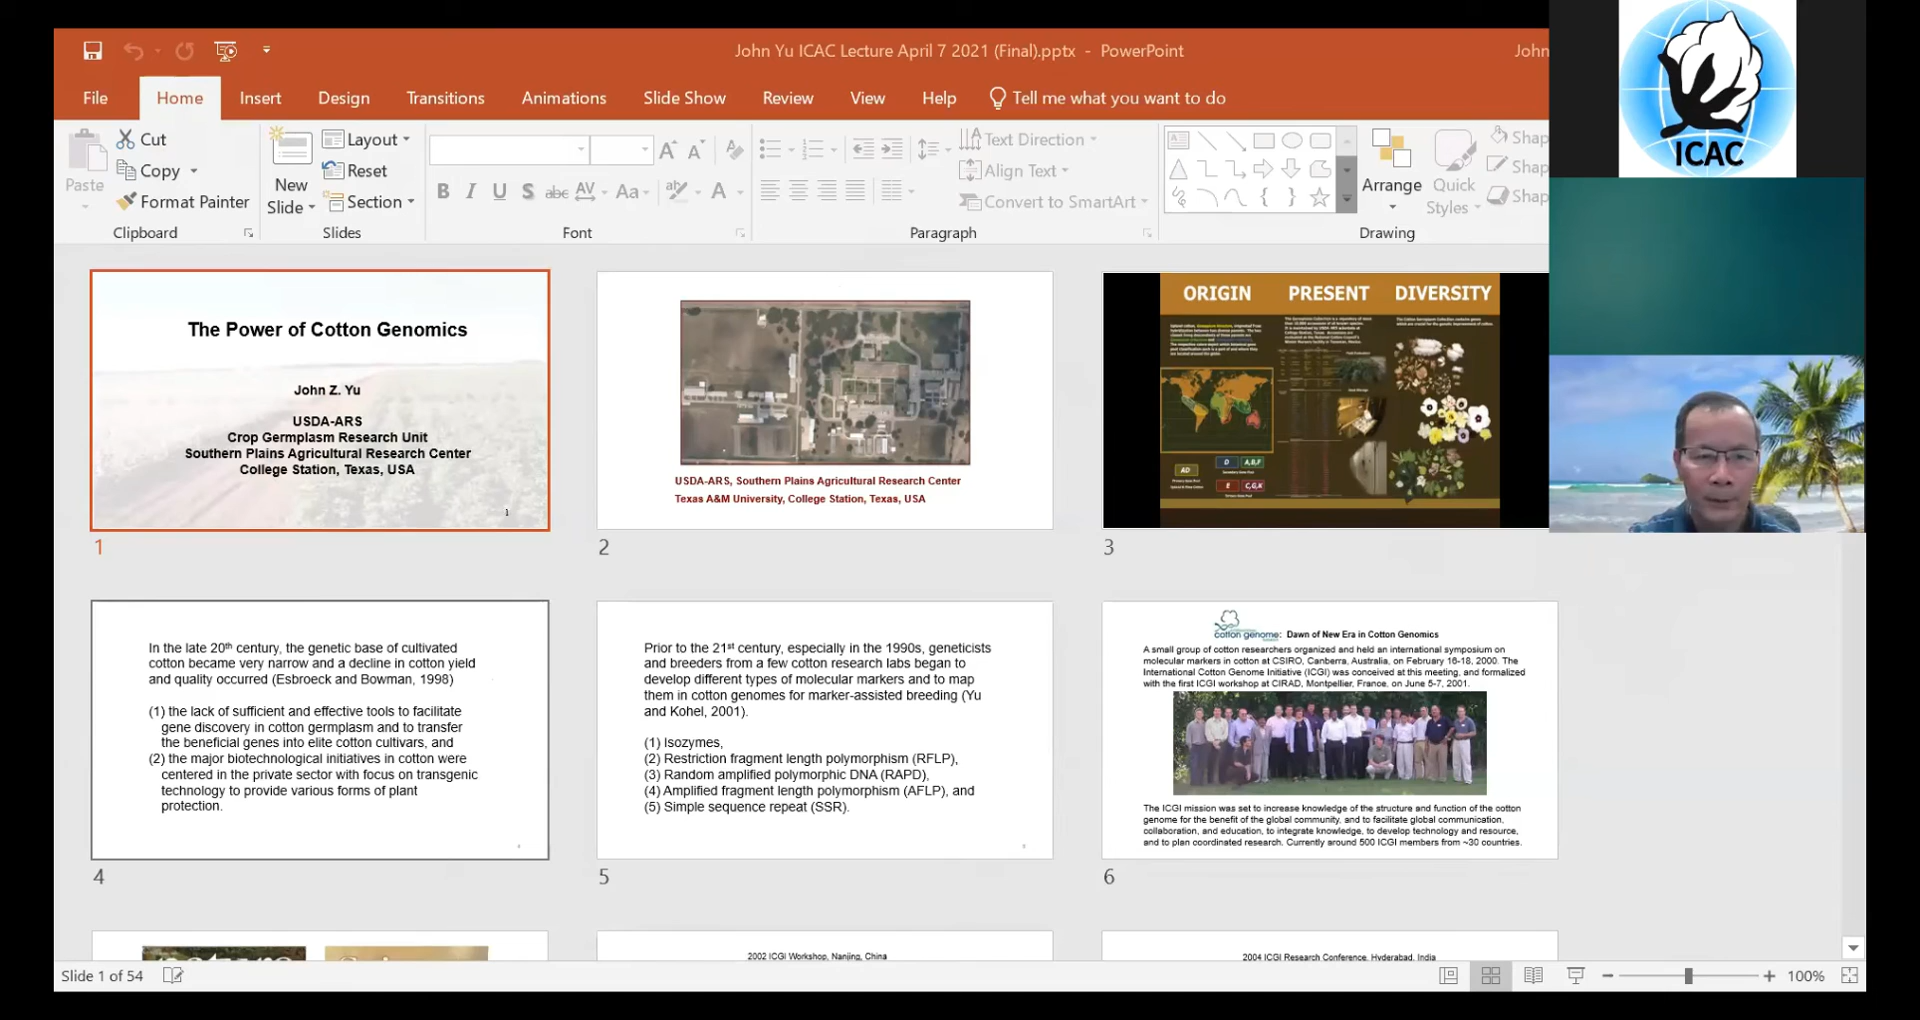 John Yu ICAC Lecture April 7 2021 (Final).pptx - PowerPoint
John
File Home Insert Design Transitions Animations Slide Show Review View Help Tell me what you want to do
Paste
Cut
Copy
Format Painter
Clipboard
New Slide
Layout
Reset
Section
Slides
B I U S abc AV Aa A
Font
Text Direction
Align Text
Convert to SmartArt
Paragraph
Arrange
Quick Styles
Shap
Shap
Shap
Drawing
ICAC
The Power of Cotton Genomics
John Z. Yu
USDA-ARS
Crop Germplasm Research Unit
Southern Plains Agricultural Research Center
College Station, Texas, USA
1
1
USDA-ARS, Southern Plains Agricultural Research Center
Texas A&M University, College Station, Texas, USA
2
ORIGIN PRESENT DIVERSITY
AD
D A,B,F
E C,G,K
3
In the late 20th century, the genetic base of cultivated
cotton became very narrow and a decline in cotton yield
and quality occurred (Esbroeck and Bowman, 1998)
(1) the lack of sufficient and effective tools to facilitate
gene discovery in cotton germplasm and to transfer
the beneficial genes into elite cotton cultivars, and
(2) the major biotechnological initiatives in cotton were
centered in the private sector with focus on transgenic
technology to provide various forms of plant
protection.
4
Prior to the 21st century, especially in the 1990s, geneticists
and breeders from a few cotton research labs began to
develop different types of molecular markers and to map
them in cotton genomes for marker-assisted breeding (Yu
and Kohel, 2001).
(1) Isozymes,
(2) Restriction fragment length polymorphism (RFLP),
(3) Random amplified polymorphic DNA (RAPD),
(4) Amplified fragment length polymorphism (AFLP), and
(5) Simple sequence repeat (SSR).
5
cotton genome: Dawn of New Era in Cotton Genomics
A small group of cotton researchers organized and held an international symposium on
molecular markers in cotton at CSIRO, Canberra, Australia, on February 16-18, 2000. The
International Cotton Genome Initiative (ICGI) was conceived at this meeting, and formalized
with the first ICGI workshop at CIRAD, Montpellier, France, on June 5-7, 2001.
The ICGI mission was set to increase knowledge of the structure and function of the cotton
genome for the benefit of the global community, and to facilitate global communication,
collaboration, and education, to integrate knowledge, to develop technology and resource,
and to plan coordinated research. Currently around 500 ICGI members from ~30 countries.
6
2002 ICGI Workshop, Nanjing, China
2004 ICGI Research Conference, Hyderabad, India
Slide 1 of 54
100%